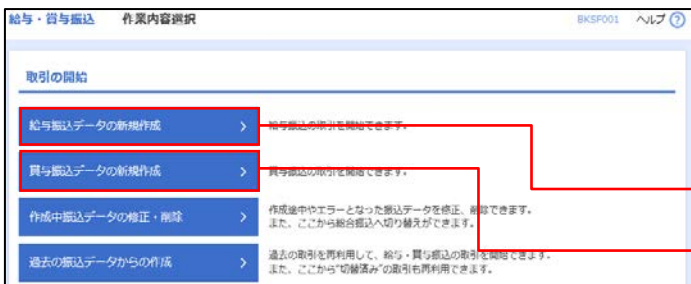 給与・賞与振込 作業内容選択 BKSF001 ヘルプ ?
取引の開始
給与振込データの新規作成 > 給与振込の取引を開始できます。
賞与振込データの新規作成 > 賞与振込の取引を開始できます。
作成中振込データの修正・削除 > 作成途中やエラーとなった振込データを修正、削除できます。
また、ここから総合振込へ切り替えができます。
過去の振込データからの作成 > 過去の取引を再利用して、給与・賞与振込の取引を開始できます。
また、ここから"切替済み"の取引も再利用できます。